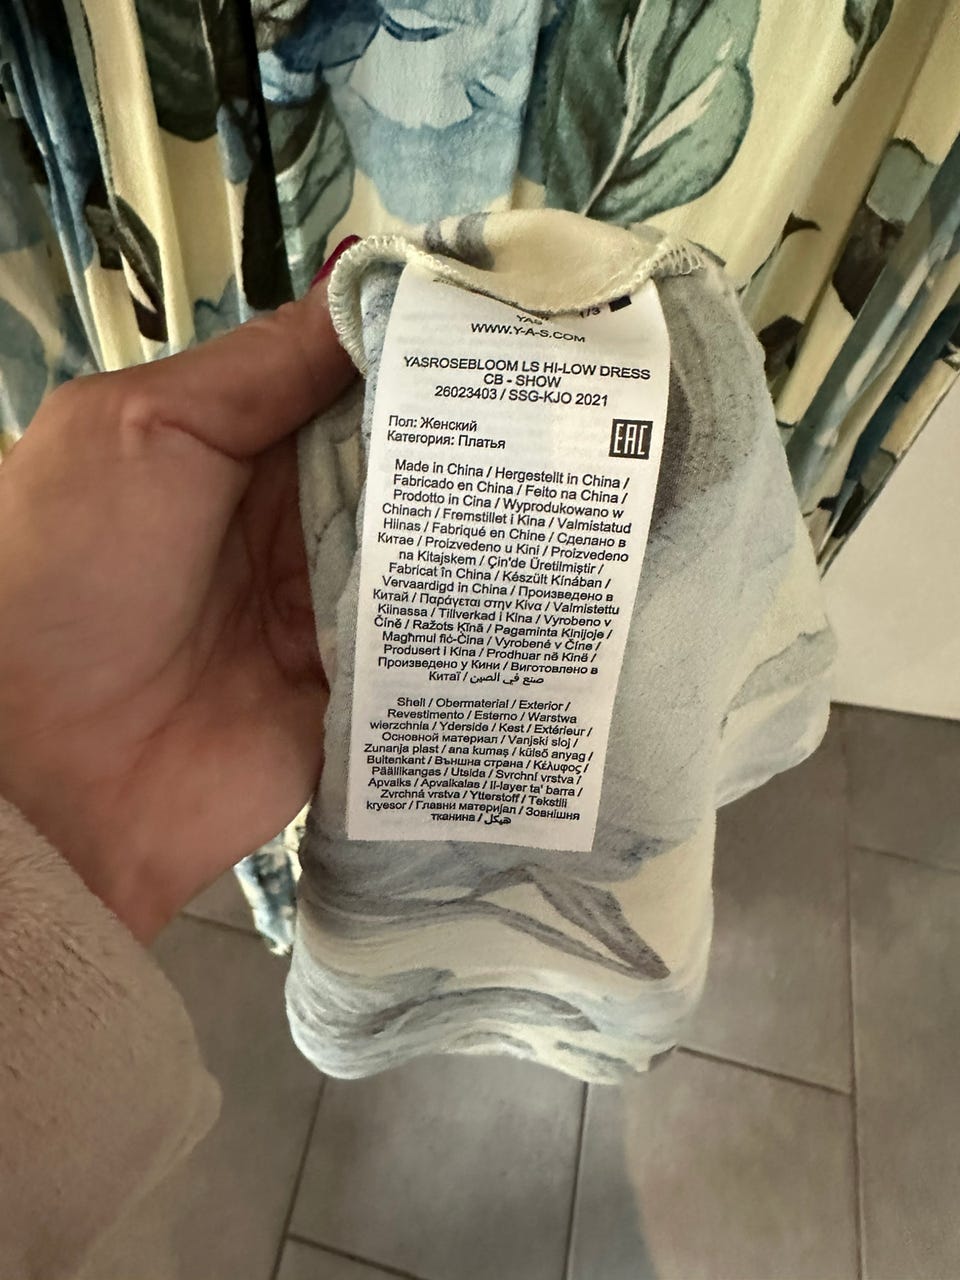 YAS
1/3
WWW.Y-A-S.COM
YASROSEBLOOM LS HI-LOW DRESS
CB - SHOW
26023403 / SSG-KJO 2021
Пол: Женский
Категория: Платья
EAC
Made in China / Hergestellt in China /
Fabricado en China / Feito na China /
Prodotto in Cina / Wyprodukowano w
Chinach / Fremstillet i Kina / Valmistatud
Hiinas / Fabriqué en Chine / Сделано в
Китае / Proizvedeno u Kini / Proizvedeno
na Kitajskem / Çin'de Üretilmiştir /
Fabricat în China / Készült Kínában /
Vervaardigd in China / Произведено в
Китай / Παράγεται στην Κίνα / Valmistettu
Kiinassa / Tillverkad i Kina / Vyrobeno v
Číně / Ražots Ķīnā / Pagaminta Kinijoje /
Magħmul fiċ-Ċina / Vyrobené v Číne /
Produsert i Kina / Prodhuar në Kinë /
Произведено у Кини / Виготовлено в
Китаї / صنع في الصين
Shell / Obermaterial / Exterior /
Revestimento / Esterno / Warstwa
wierzchnia / Yderside / Kest / Extérieur /
Основной материал / Vanjski sloj /
Zunanja plast / ana kumaş / külső anyag /
Buitenkant / Външна страна / Κέλυφος /
Päällikangas / Utsida / Svrchní vrstva /
Apvalks / Apvalkalas / Il-layer ta' barra /
Zvrchná vrstva / Ytterstoff / Tekstili
kryesor / Главни материјал / Зовнішня
тканина / هيكل